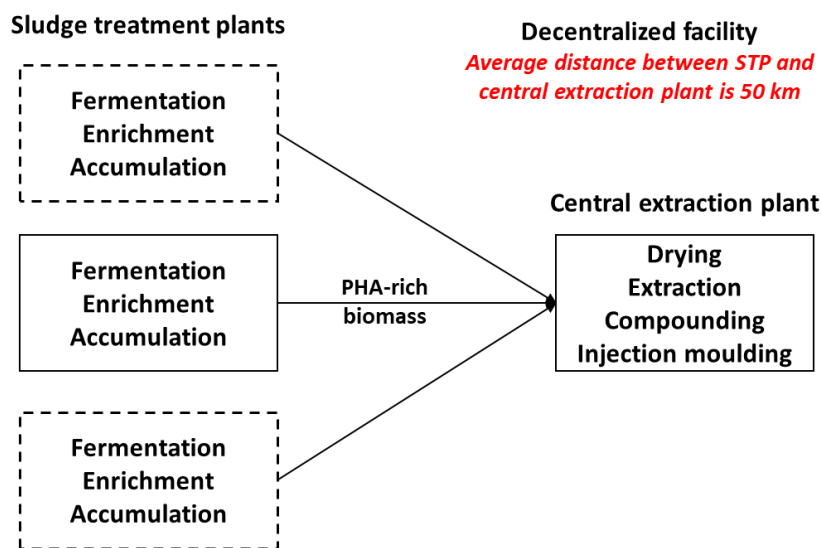 Sludge treatment plants
Decentralized facility
Average distance between STP and
central extraction plant is 50 km
Fermentation
Enrichment
Accumulation
Fermentation
Enrichment
Accumulation
Fermentation
Enrichment
Accumulation
PHA-rich
biomass
Central extraction plant
Drying
Extraction
Compounding
Injection moulding